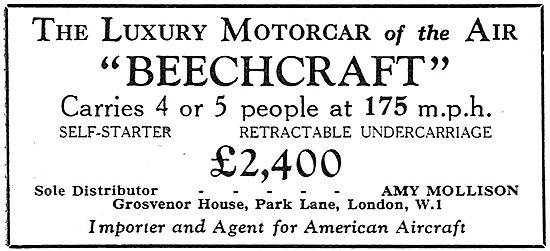 THE LUXURY MOTORCAR of the AIR
"BEECHCRAFT"
Carries 4 or 5 people at 175 m.p.h.
SELF-STARTER RETRACTABLE UNDERCARRIAGE
£2,400
Sole Distributor - - - - - AMY MOLLISON
Grosvenor House, Park Lane, London, W.1
Importer and Agent for American Aircraft